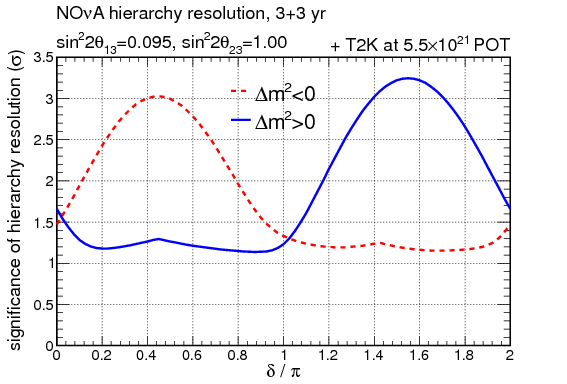 NOνA hierarchy resolution, 3+3 yr
sin²2θ₁₃=0.095, sin²2θ₂₃=1.00
+ T2K at 5.5×10²¹ POT
significance of hierarchy resolution (σ)
3.5
3
2.5
2
1.5
1
0.5
0
Δm²<0
Δm²>0
0 0.2 0.4 0.6 0.8 1 1.2 1.4 1.6 1.8 2
δ / π